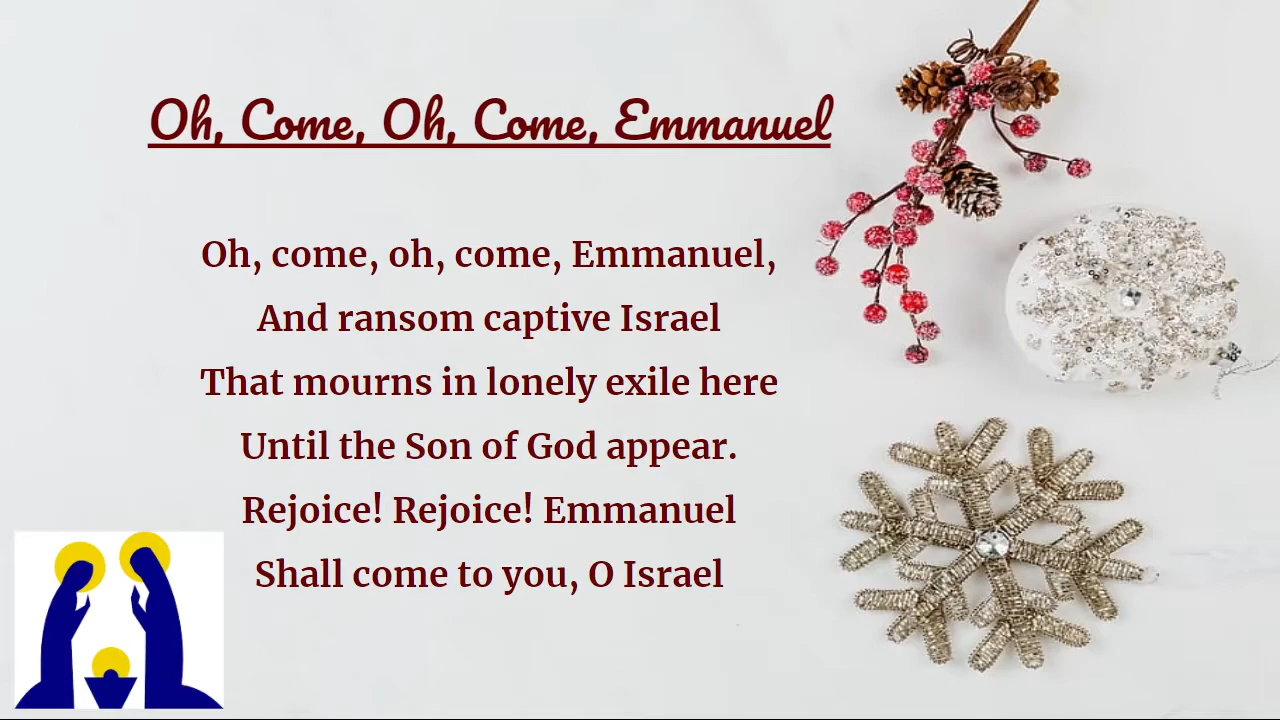 Oh, Come, Oh, Come, Emmanuel
Oh, come, oh, come, Emmanuel,
And ransom captive Israel
That mourns in lonely exile here
Until the Son of God appear.
Rejoice! Rejoice! Emmanuel
Shall come to you, O Israel